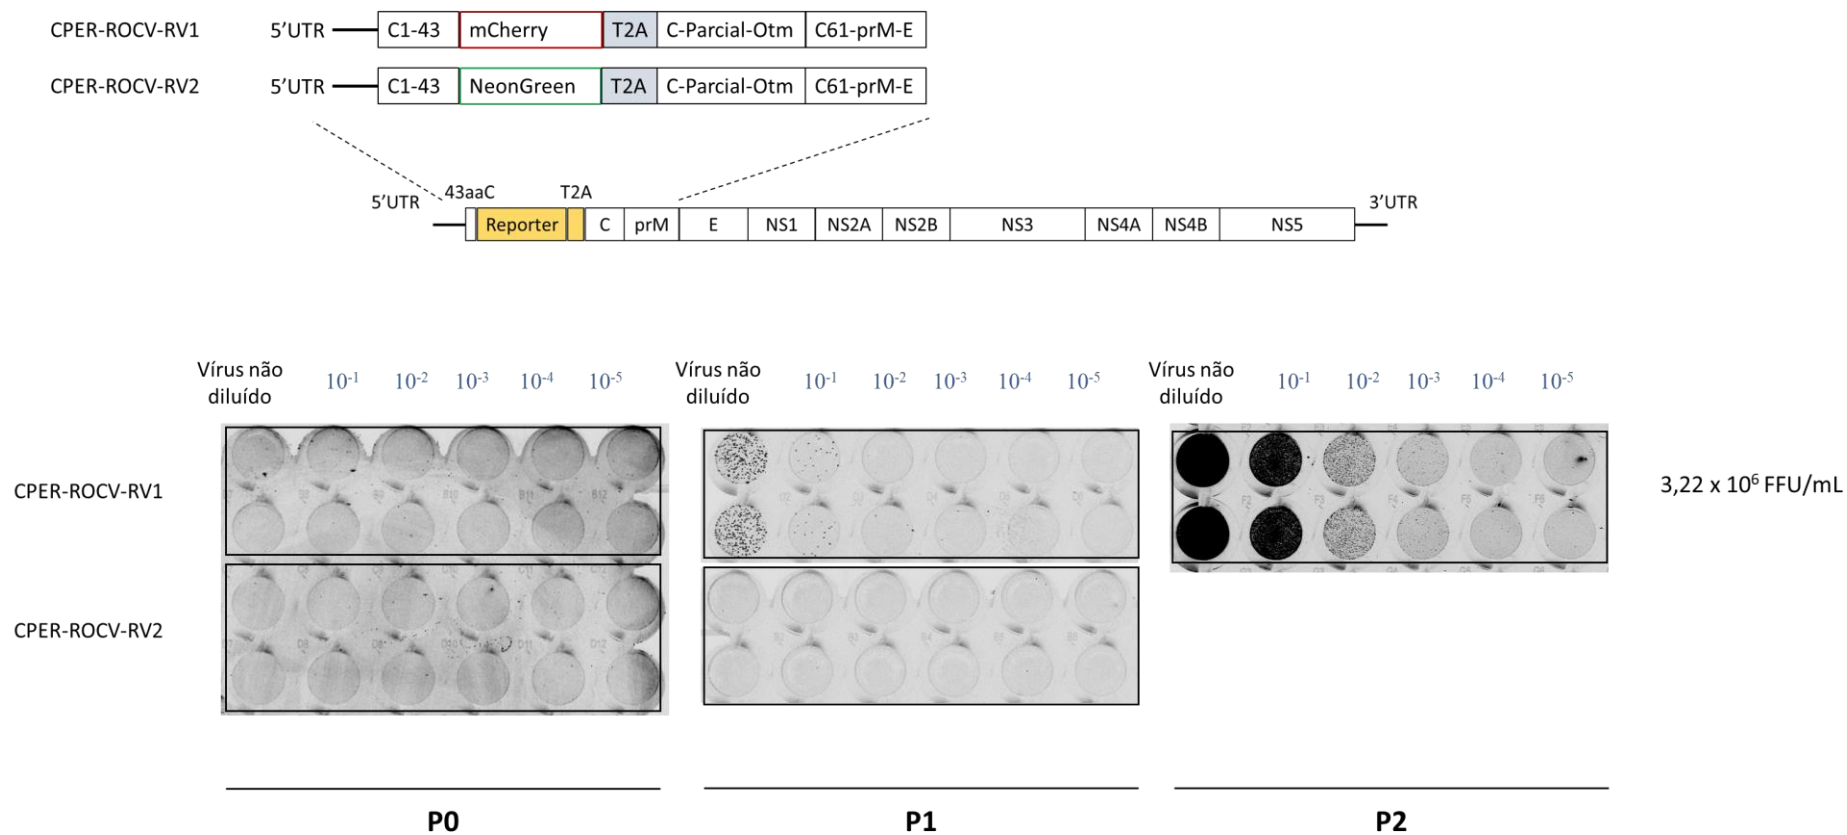 CPER-ROCV-RV1 5’UTR C1-43 mCherry T2A C-Parcial-Otm C61-prM-E
CPER-ROCV-RV2 5’UTR C1-43 NeonGreen T2A C-Parcial-Otm C61-prM-E
43aaC T2A
5’UTR 3’UTR
Reporter C prM E NS1 NS2A NS2B NS3 NS4A NS4B NS5
Vírus não diluído 10⁻¹ 10⁻² 10⁻³ 10⁻⁴ 10⁻⁵
Vírus não diluído 10⁻¹ 10⁻² 10⁻³ 10⁻⁴ 10⁻⁵
Vírus não diluído 10⁻¹ 10⁻² 10⁻³ 10⁻⁴ 10⁻⁵
CPER-ROCV-RV1
3,22 x 10⁶ FFU/mL
CPER-ROCV-RV2
P0 P1 P2